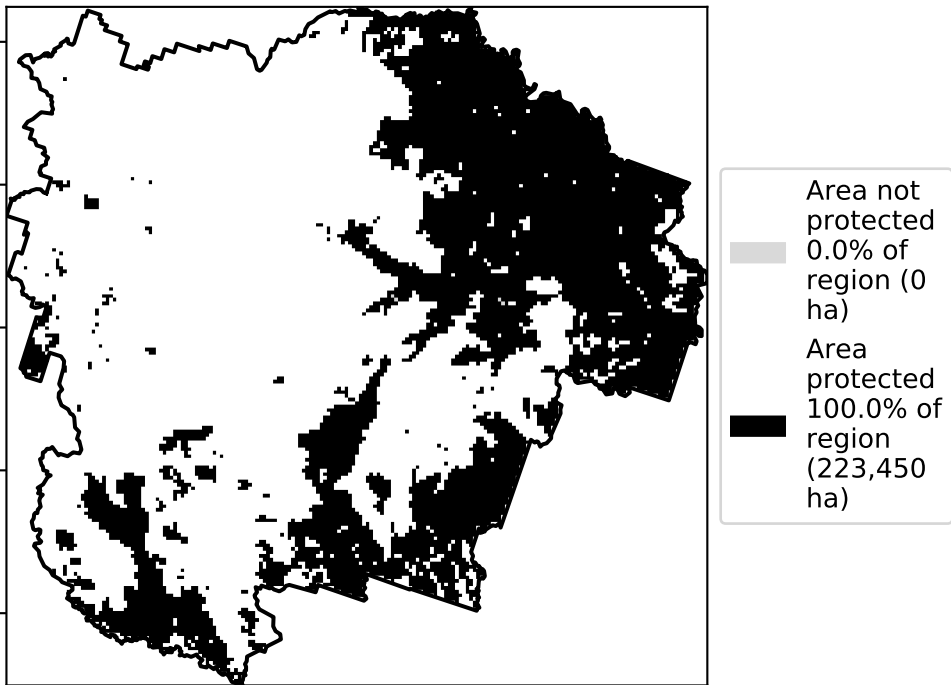 Area not
protected
0.0% of
region (0
ha)
Area
protected
100.0% of
region
(223,450
ha)